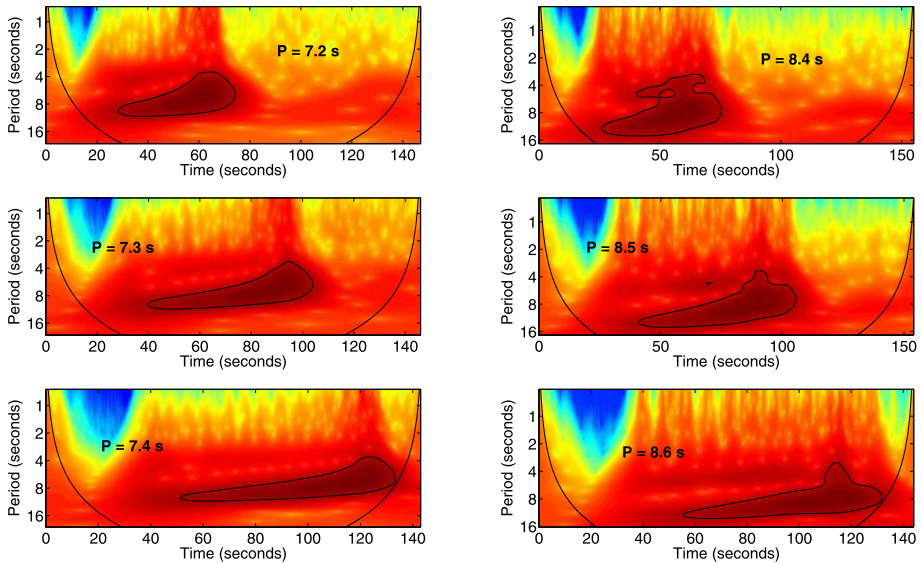 Period (seconds)
1
2
4
8
16
P = 7.2 s
0 20 40 60 80 100 120 140
Time (seconds)
Period (seconds)
1
2
4
8
16
P = 8.4 s
0 50 100 150
Time (seconds)
Period (seconds)
1
2
4
8
16
P = 7.3 s
0 20 40 60 80 100 120 140
Time (seconds)
Period (seconds)
1
2
4
8
16
P = 8.5 s
0 50 100 150
Time (seconds)
Period (seconds)
1
2
4
8
16
P = 7.4 s
0 20 40 60 80 100 120 140
Time (seconds)
Period (seconds)
1
2
4
8
16
P = 8.6 s
0 20 40 60 80 100 120 140
Time (seconds)